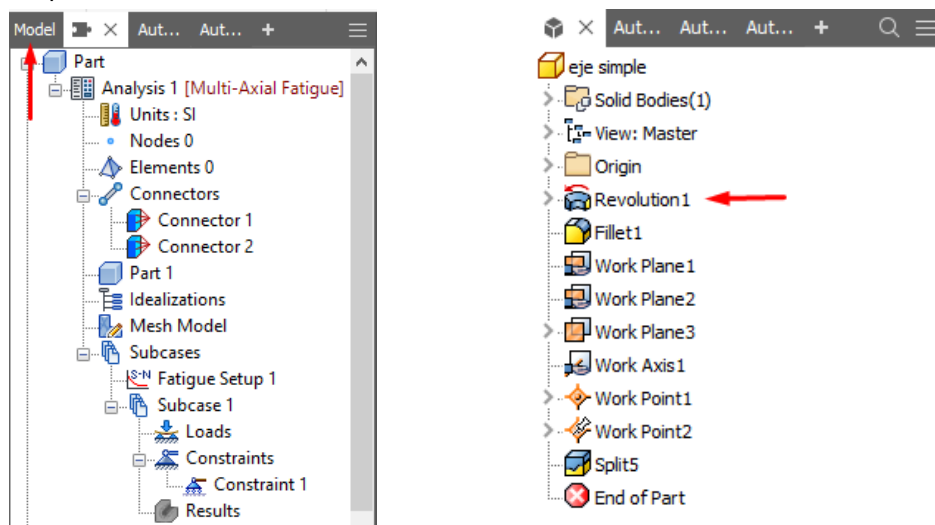 Model Aut... Aut... +
Part
Analysis 1 [Multi-Axial Fatigue]
Units : SI
Nodes 0
Elements 0
Connectors
Connector 1
Connector 2
Part 1
Idealizations
Mesh Model
Subcases
S-N Fatigue Setup 1
Subcase 1
Loads
Constraints
Constraint 1
Results
Aut... Aut... Aut... +
eje simple
Solid Bodies(1)
View: Master
Origin
Revolution1
Fillet1
Work Plane1
Work Plane2
Work Plane3
Work Axis1
Work Point1
Work Point2
Split5
End of Part